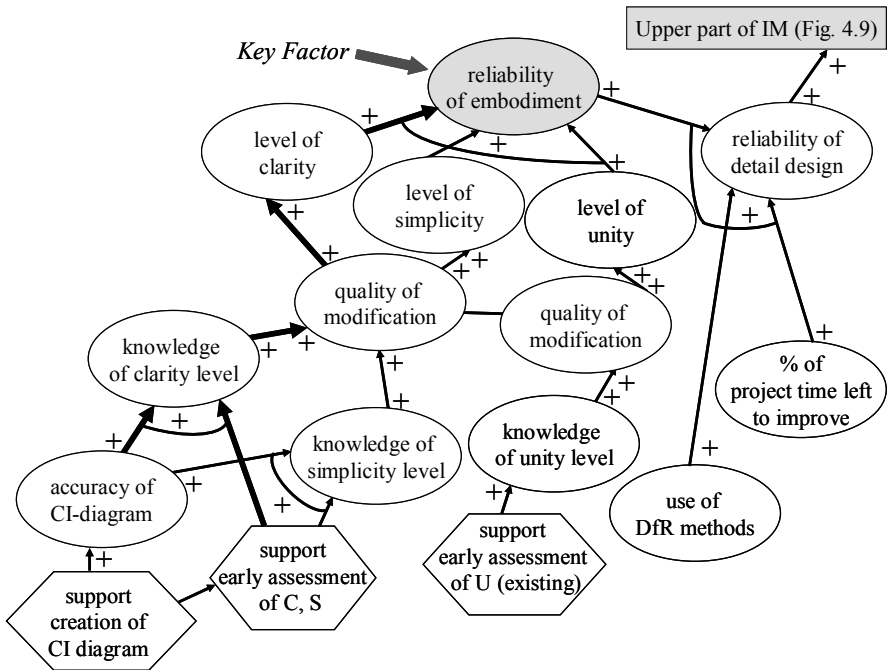 Upper part of IM (Fig. 4.9)
Key Factor
reliability
of embodiment
+
+
+
+
+
+
level of
clarity
reliability of
detail design
level of
simplicity
level of
unity
+
+
+
+
+
+
+
quality of
modification
quality of
modification
+
+
+
knowledge
of clarity level
% of
project time left
to improve
+
+
+
+
+
+
+
+
+
+
knowledge of
simplicity level
knowledge
of unity level
accuracy of
CI-diagram
+
+
use of
DfR methods
+
support
early assessment
of C, S
support
early assessment
of U (existing)
support
creation of
CI diagram